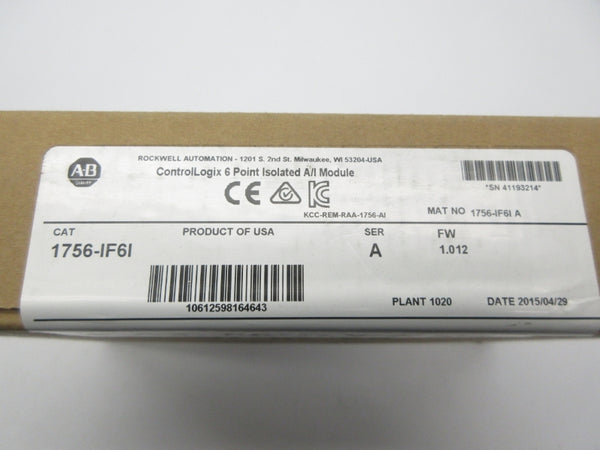 AB
QUALITY
ROCKWELL AUTOMATION - 1201 S. 2nd St. Milwaukee, WI 53204-USA
ControlLogix 6 Point Isolated A/I Module
CE
KCC-REM-RAA-1756-AI
*SN 41193214*
MAT NO 1756-IF6I A
CAT
1756-IF6I
PRODUCT OF USA
SER
A
FW
1.012
10612598164643
PLANT 1020
DATE 2015/04/29